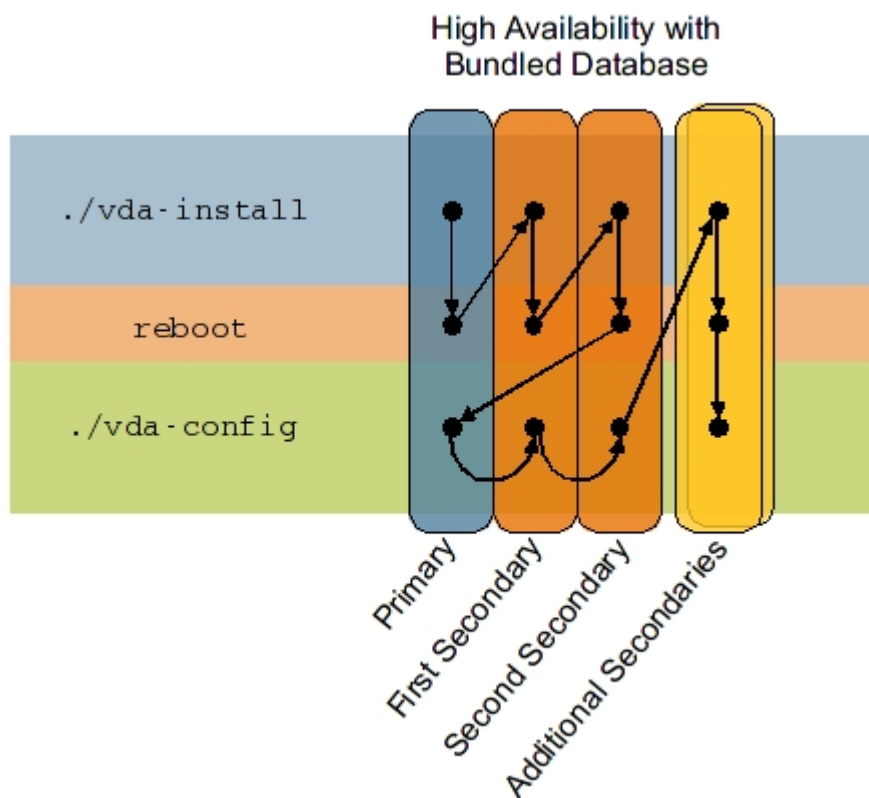 High Availability with
Bundled Database
./vda-install
reboot
./vda-config
Primary
First Secondary
Second Secondary
Additional Secondaries